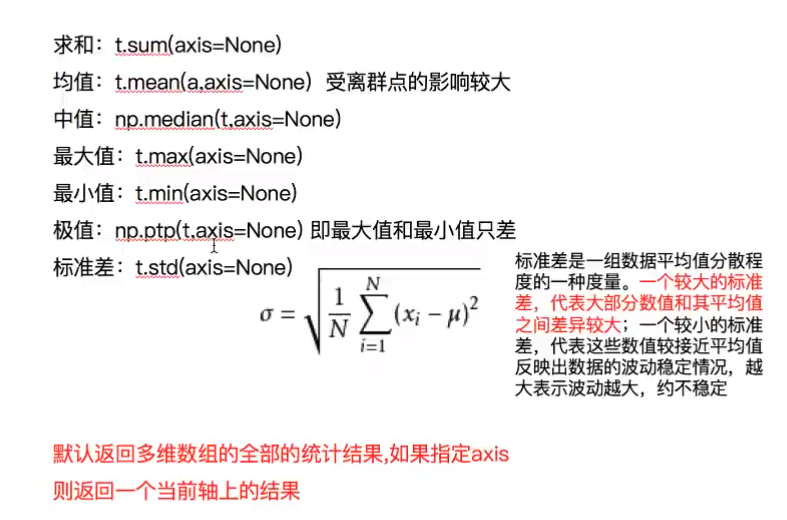 求和：t.sum(axis=None)
均值：t.mean(a,axis=None) 受离群点的影响较大
中值：np.median(t,axis=None)
最大值：t.max(axis=None)
最小值：t.min(axis=None)
极值：np.ptp(t,axis=None) 即最大值和最小值只差
标准差：t.std(axis=None)
σ = √(1/N ∑_{i=1}^{N} (x_i − μ)²)
标准差是一组数据平均值分散程
度的一种度量。一个较大的标准
差，代表大部分数值和其平均值
之间差异较大；一个较小的标准
差，代表这些数值较接近平均值
反映出数据的波动稳定情况，越
大表示波动越大，约不稳定
默认返回多维数组的全部的统计结果,如果指定axis
则返回一个当前轴上的结果